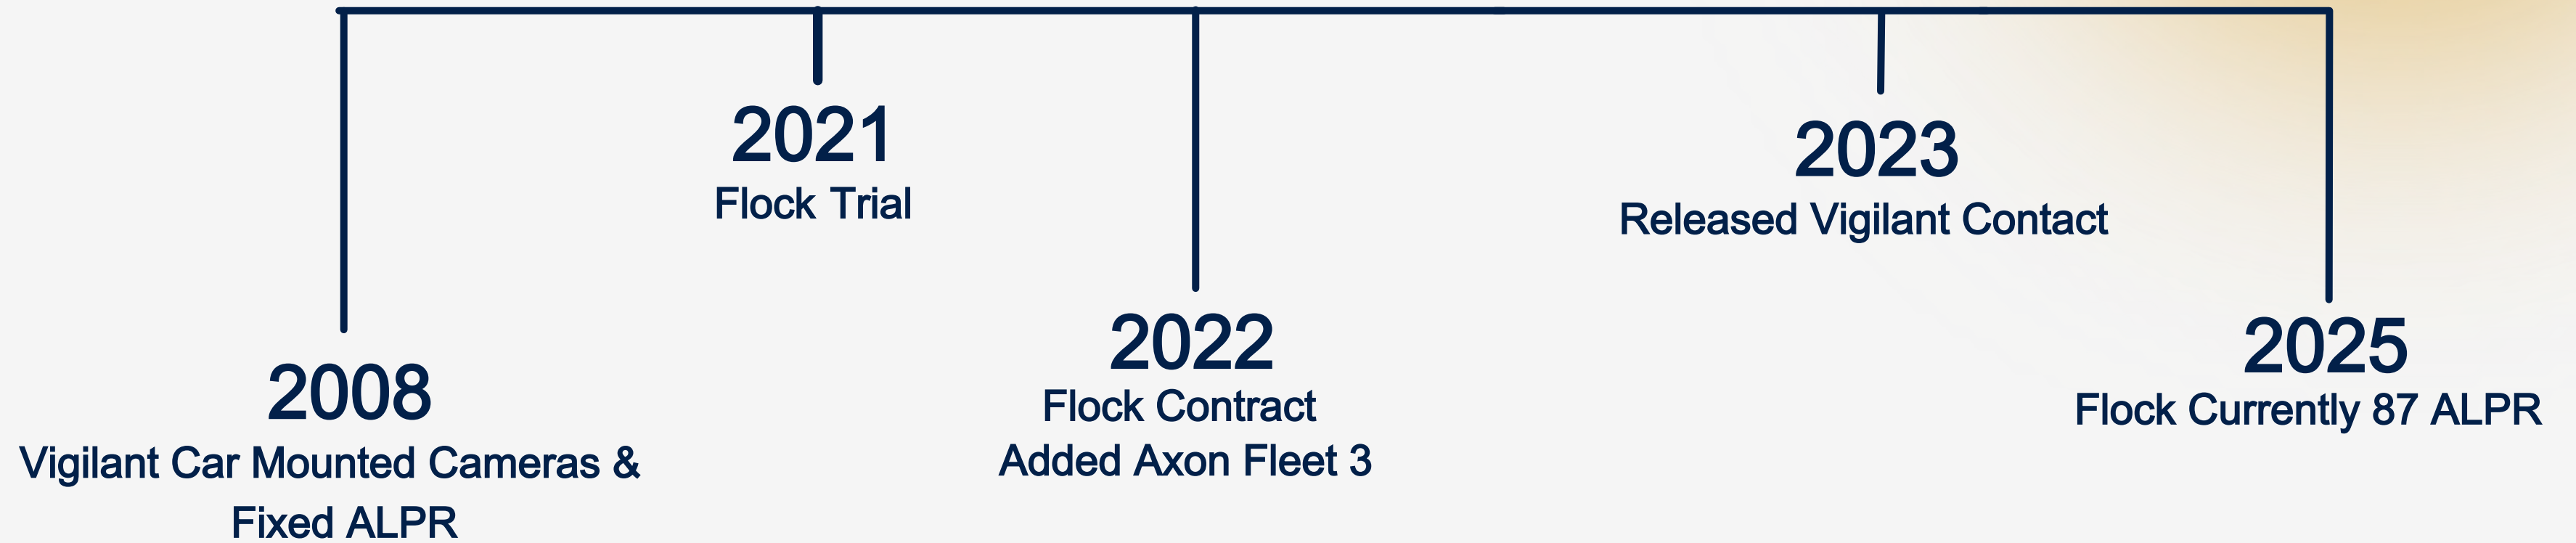 2008
Vigilant Car Mounted Cameras &
Fixed ALPR
2021
Flock Trial
2022
Flock Contract
Added Axon Fleet 3
2023
Released Vigilant Contact
2025
Flock Currently 87 ALPR